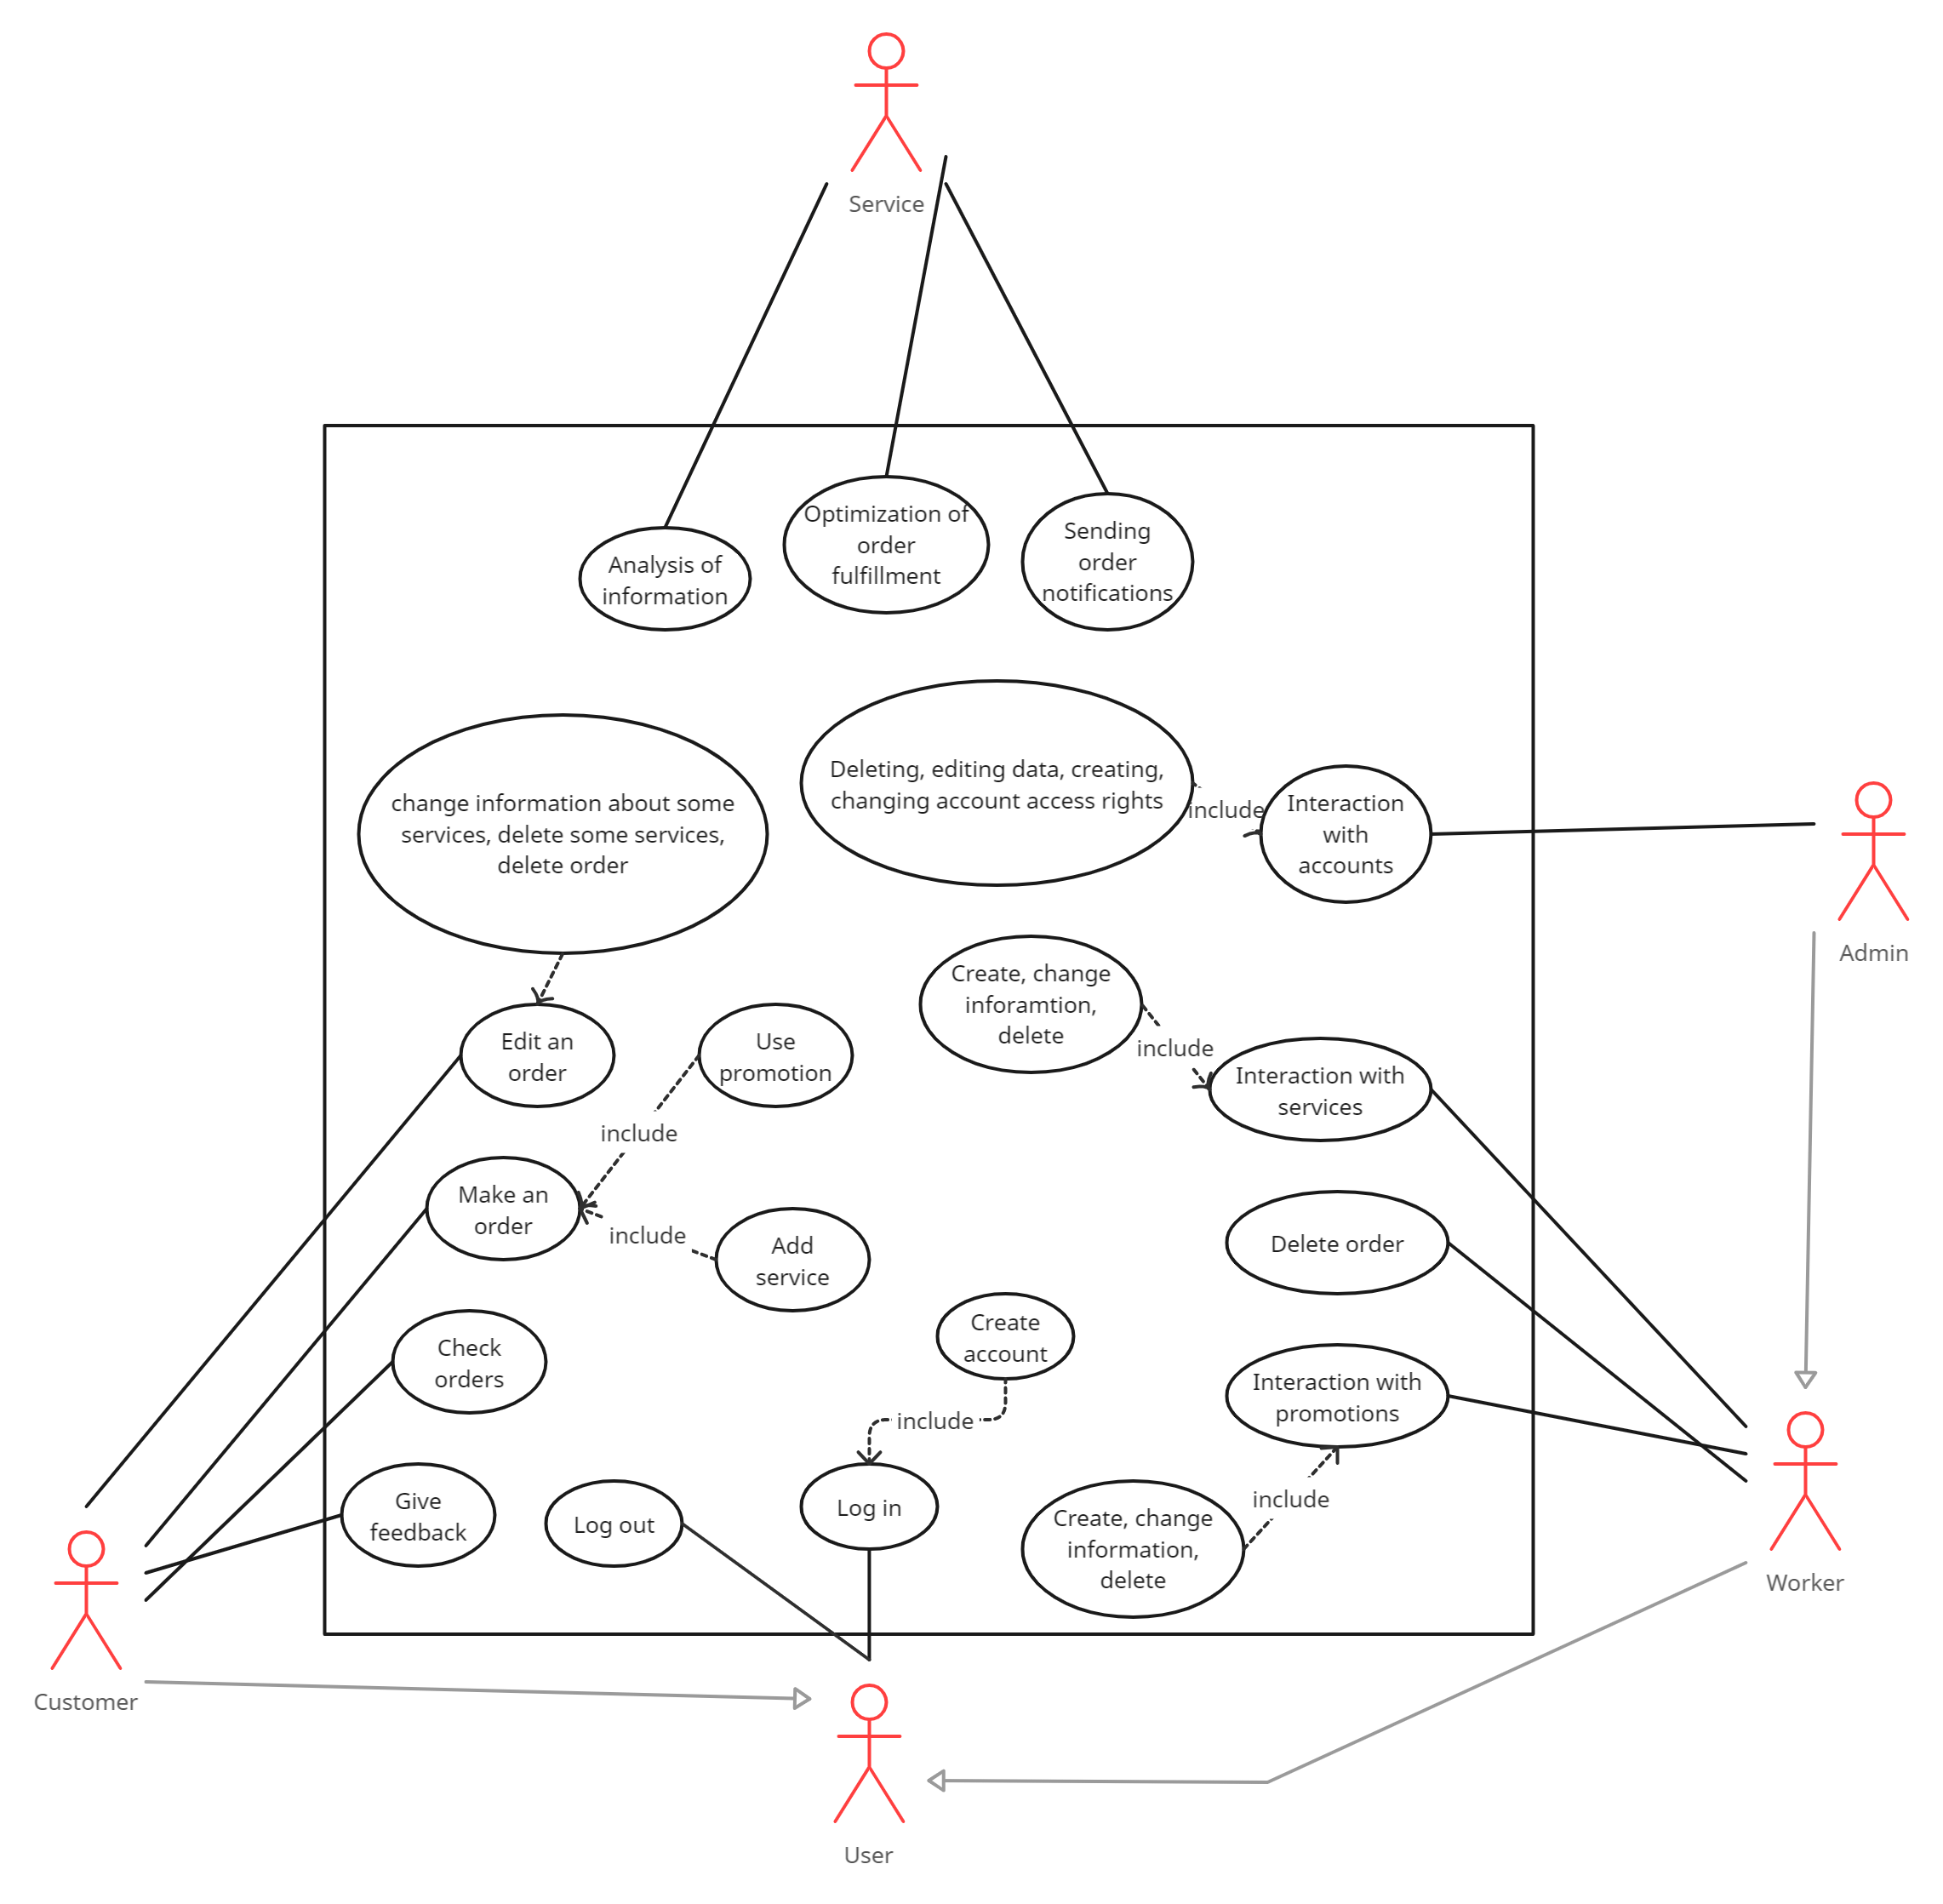 Service
Analysis of
information
Optimization of
order
fulfillment
Sending
order
notifications
change information about some
services, delete some services,
delete order
Deleting, editing data, creating,
changing account access rights
include
Interaction
with
accounts
Admin
Create, change
inforamtion,
delete
include
Interaction with
services
Edit an
order
Use
promotion
include
Make an
order
include
Add
service
Delete order
Check
orders
Create
account
include
Interaction with
promotions
Give
feedback
Log out
Log in
include
Create, change
information,
delete
Worker
Customer
User